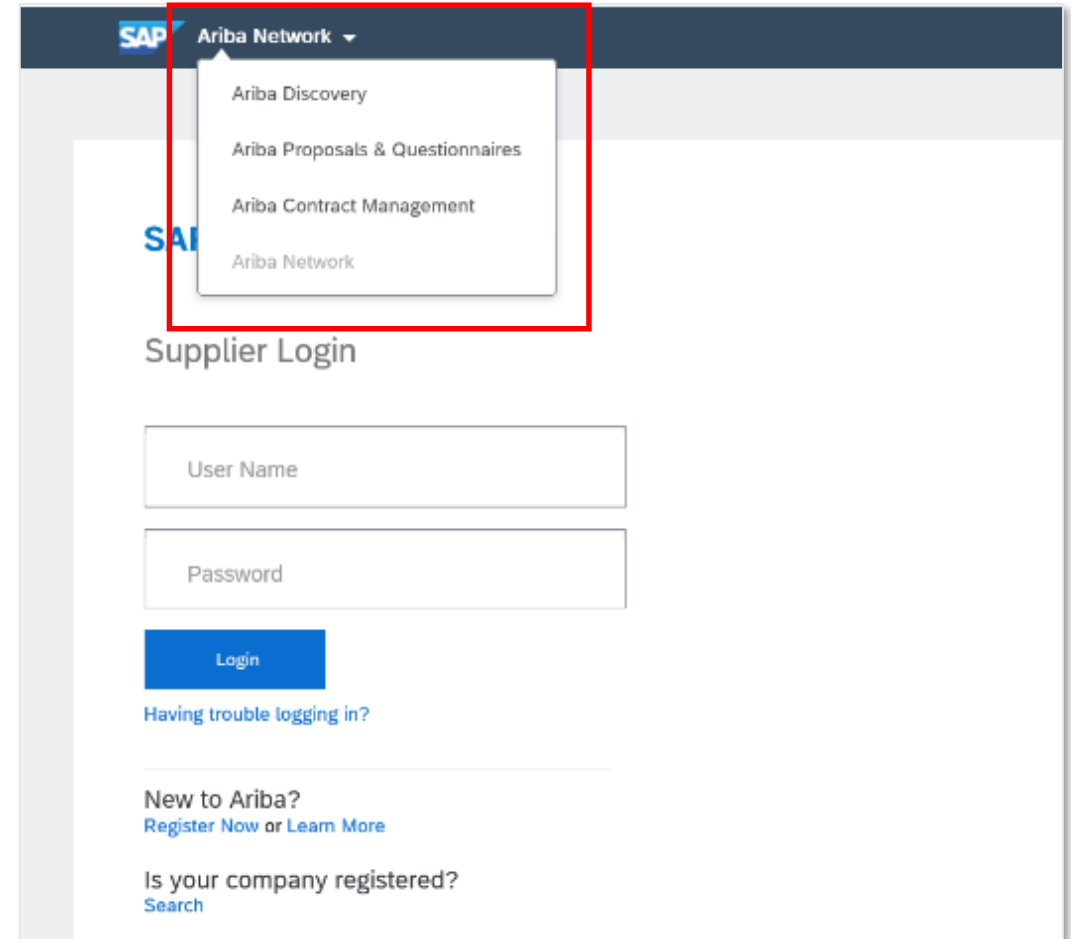 SAP Ariba Network
Ariba Discovery
Ariba Proposals & Questionnaires
Ariba Contract Management
Ariba Network
Supplier Login
User Name
Password
Login
Having trouble logging in?
New to Ariba?
Register Now or Learn More
Is your company registered?
Search